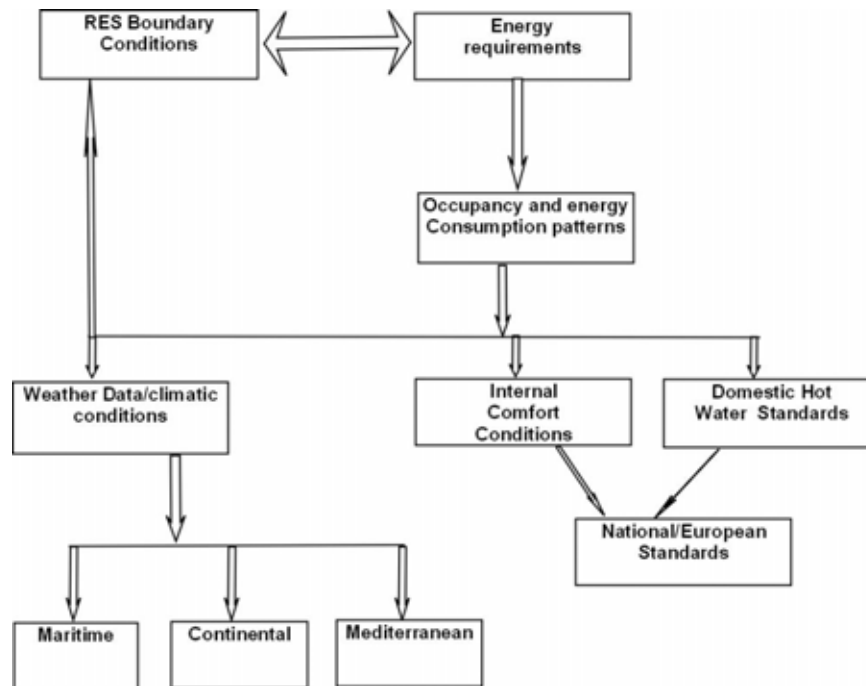 RES Boundary
Conditions
Energy
requirements
Occupancy and energy
Consumption patterns
Weather Data/climatic
conditions
Internal
Comfort
Conditions
Domestic Hot
Water Standards
National/European
Standards
Maritime
Continental
Mediterranean